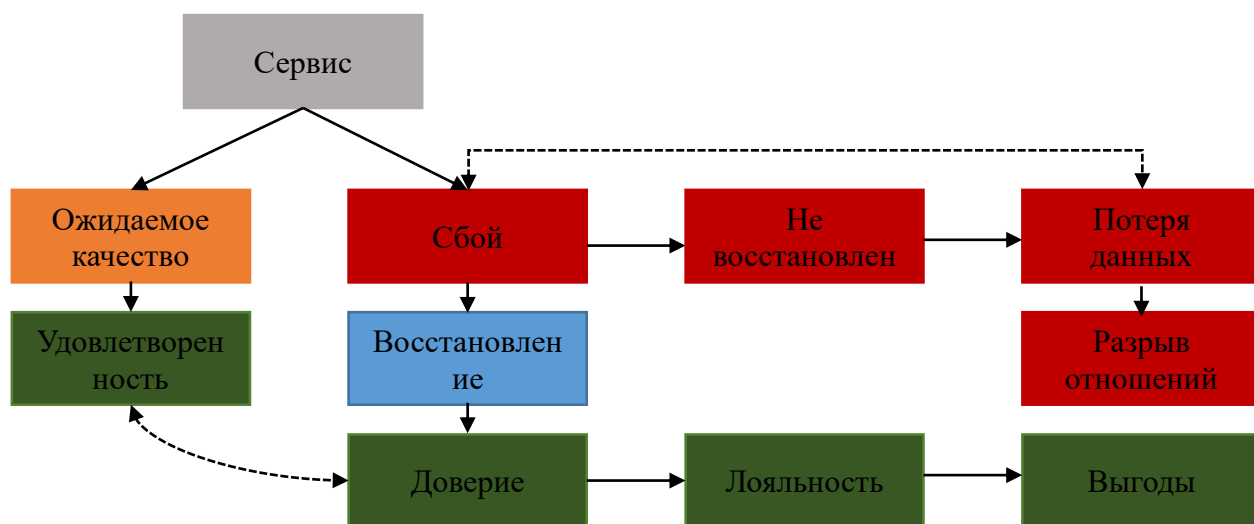 Сервис
Ожидаемое
качество
Сбой
Не
восстановлен
Потеря
данных
Удовлетворен
ность
Восстановлен
ие
Разрыв
отношений
Доверие
Лояльность
Выгоды